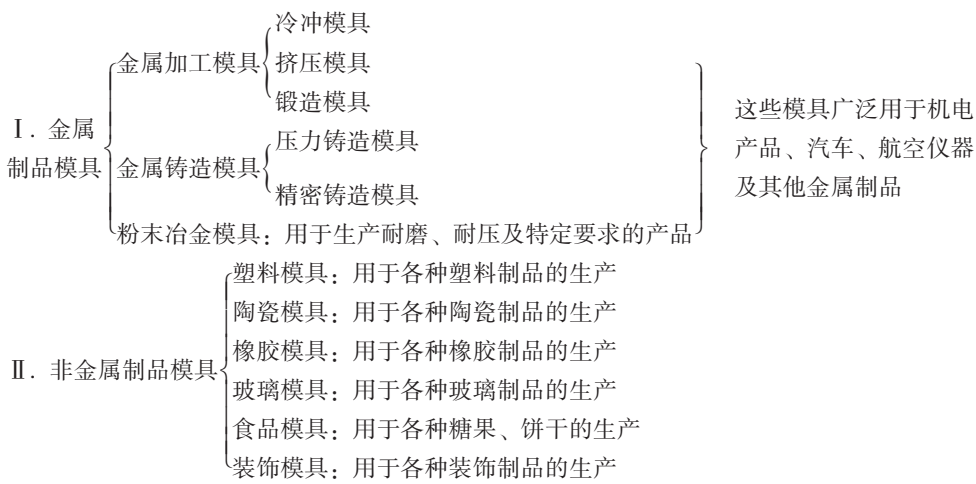 冷冲模具
金属加工模具
挤压模具
锻造模具
Ⅰ. 金属
制品模具
压力铸造模具
金属铸造模具
精密铸造模具
粉末冶金模具：用于生产耐磨、耐压及特定要求的产品
这些模具广泛用于机电
产品、汽车、航空仪器
及其他金属制品
Ⅱ. 非金属制品模具
塑料模具：用于各种塑料制品的生产
陶瓷模具：用于各种陶瓷制品的生产
橡胶模具：用于各种橡胶制品的生产
玻璃模具：用于各种玻璃制品的生产
食品模具：用于各种糖果、饼干的生产
装饰模具：用于各种装饰制品的生产